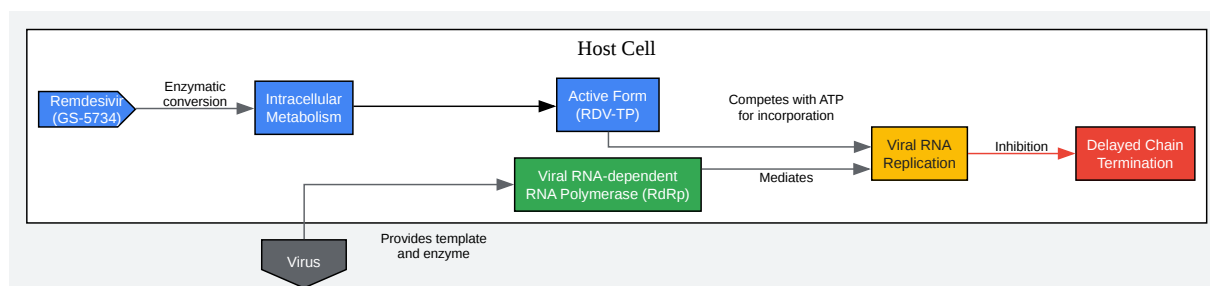 Host Cell
Remdesivir
(GS-5734)
Enzymatic
conversion
Intracellular
Metabolism
Active Form
(RDV-TP)
Competes with ATP
for incorporation
Viral RNA
Replication
Inhibition
Delayed Chain
Termination
Viral RNA-dependent
RNA Polymerase (RdRp)
Mediates
Provides template
and enzyme
Virus